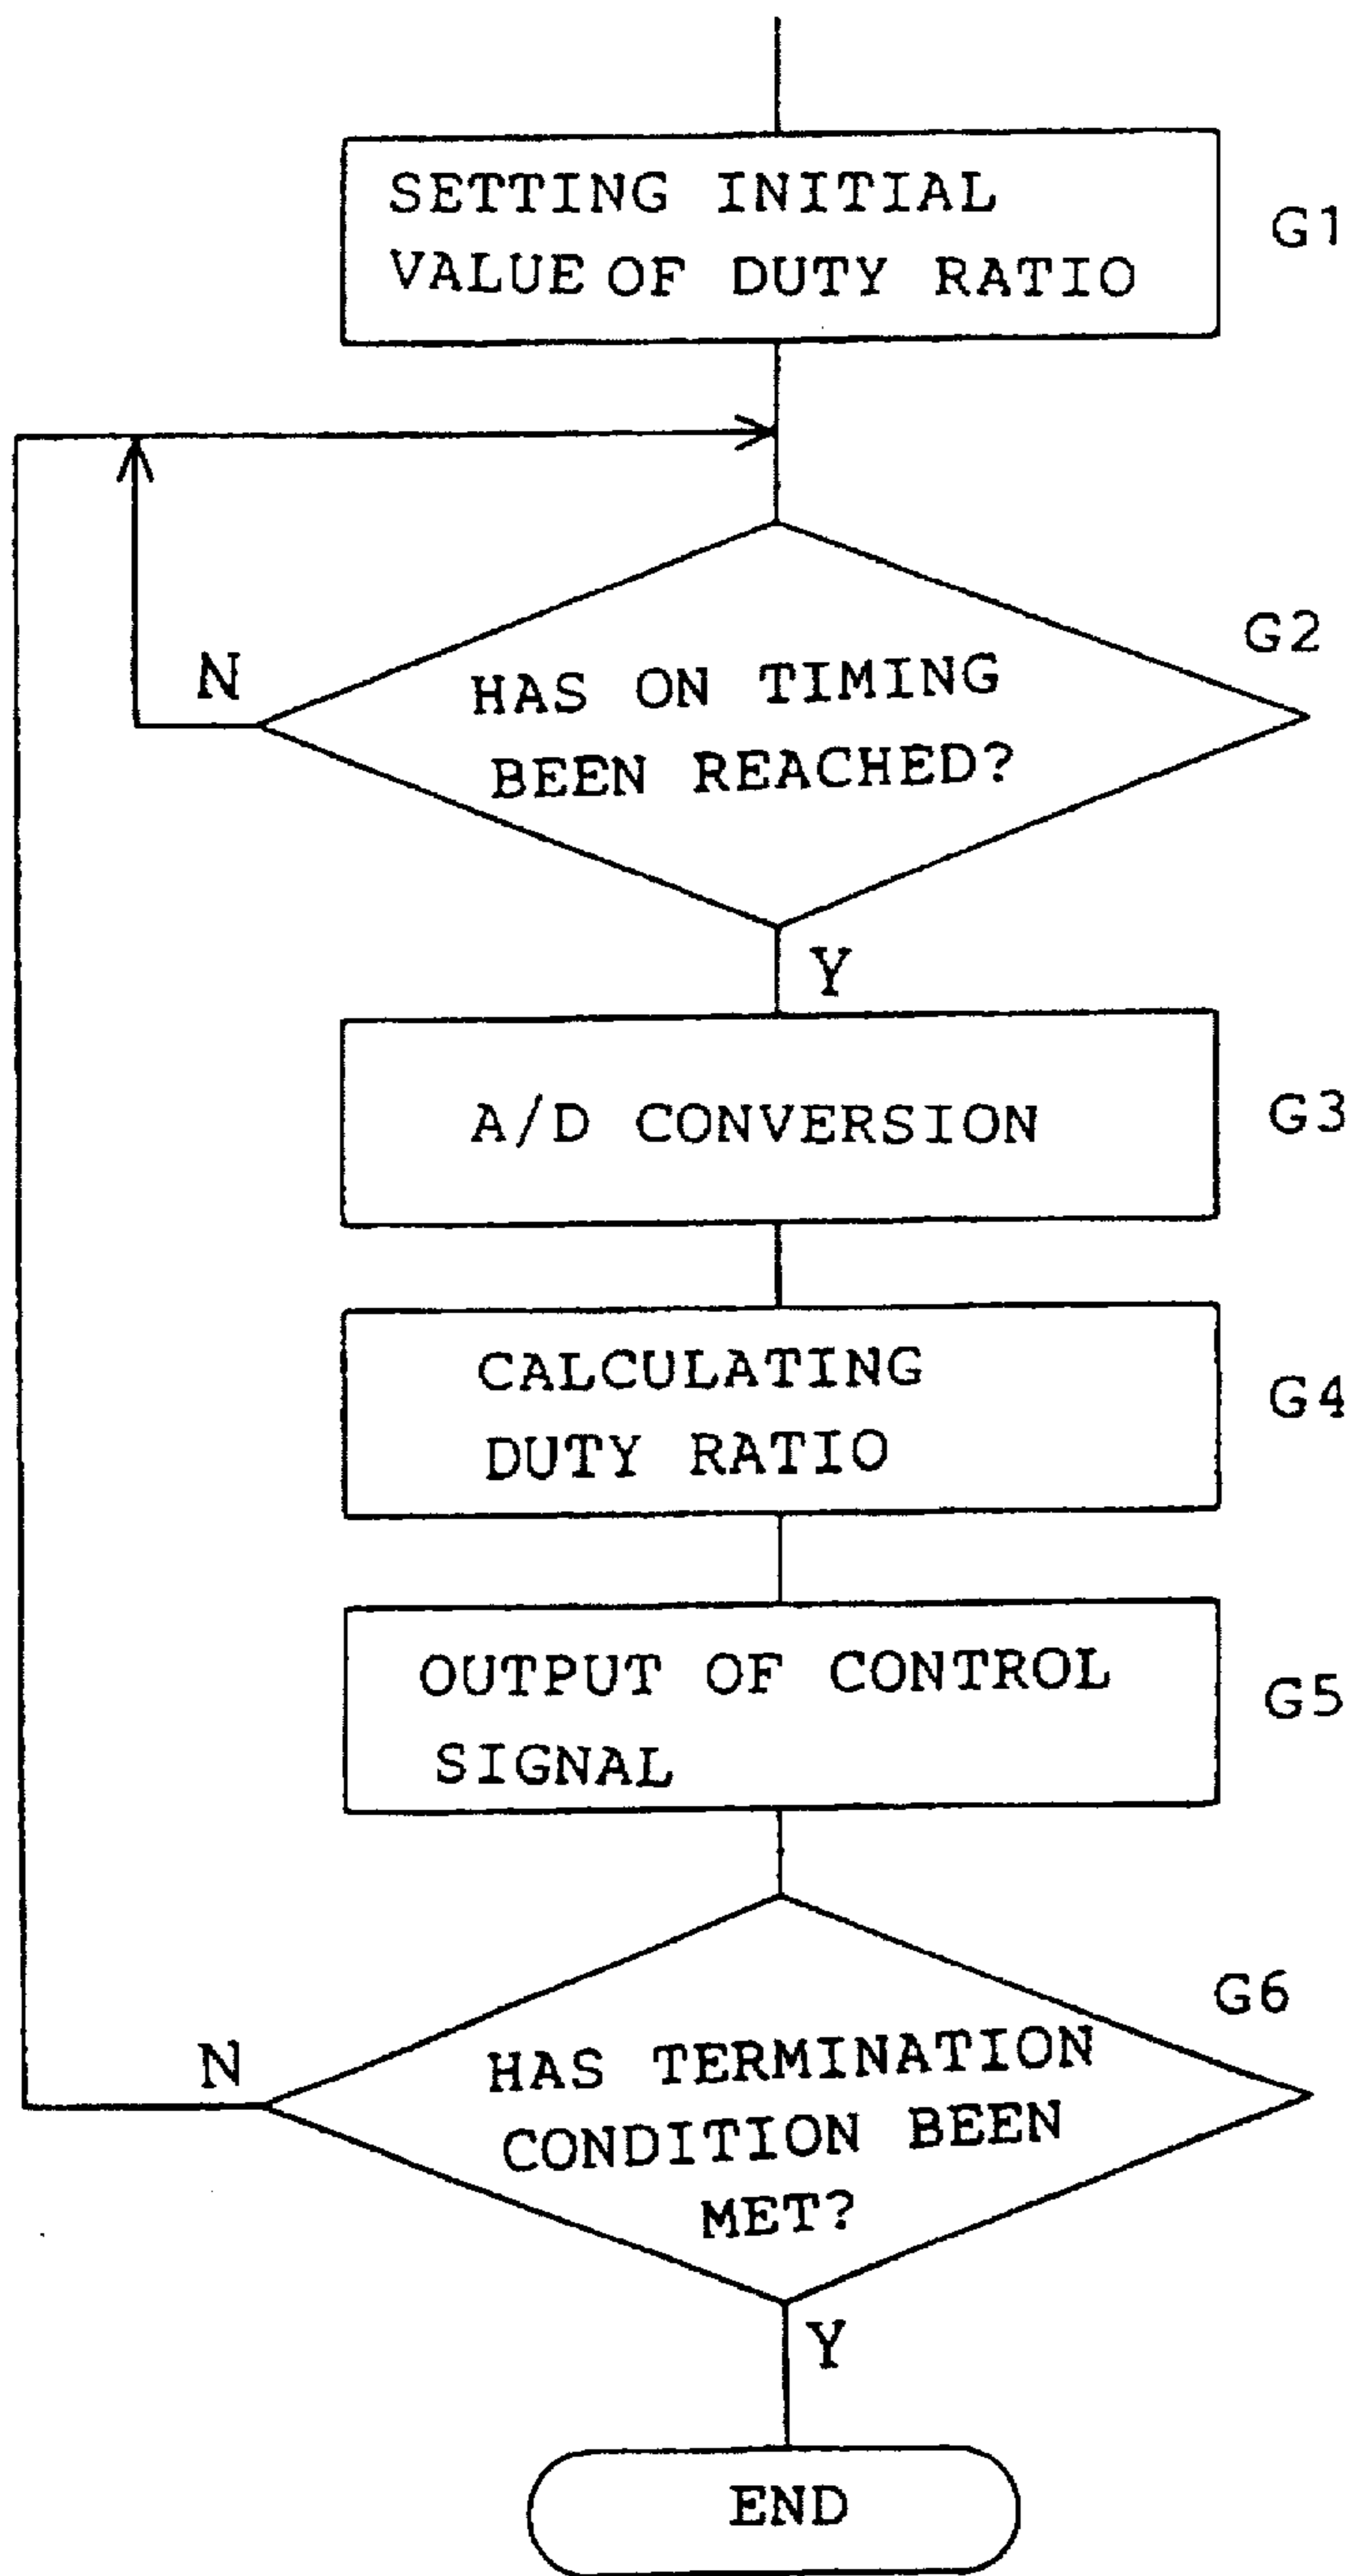 SETTING INITIAL
VALUE OF DUTY RATIO
G1
G2
N
HAS ON TIMING
BEEN REACHED?
Y
A/D CONVERSION
G3
CALCULATING
DUTY RATIO
G4
OUTPUT OF CONTROL
SIGNAL
G5
G6
N
HAS TERMINATION
CONDITION BEEN
MET?
Y
END